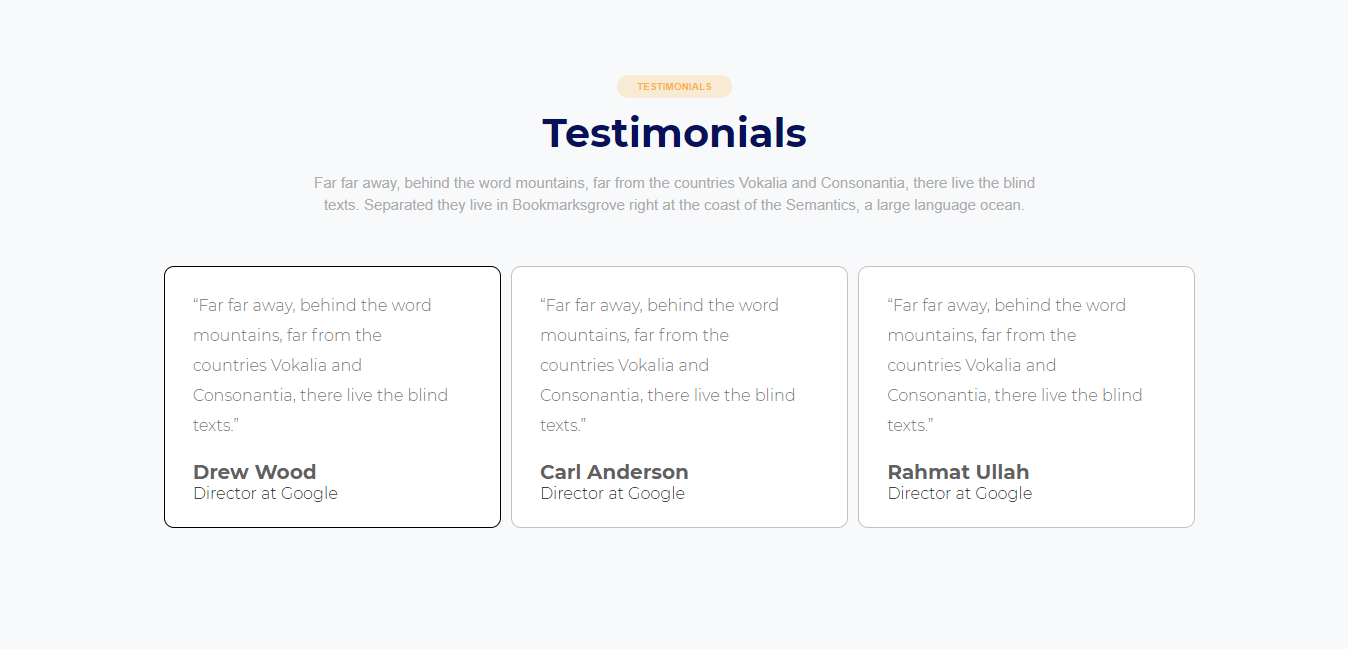 TESTIMONIALS
Testimonials
Far far away, behind the word mountains, far from the countries Vokalia and Consonantia, there live the blind
texts. Separated they live in Bookmarksgrove right at the coast of the Semantics, a large language ocean.
“Far far away, behind the word
mountains, far from the
countries Vokalia and
Consonantia, there live the blind
texts.”
Drew Wood
Director at Google
“Far far away, behind the word
mountains, far from the
countries Vokalia and
Consonantia, there live the blind
texts.”
Carl Anderson
Director at Google
“Far far away, behind the word
mountains, far from the
countries Vokalia and
Consonantia, there live the blind
texts.”
Rahmat Ullah
Director at Google